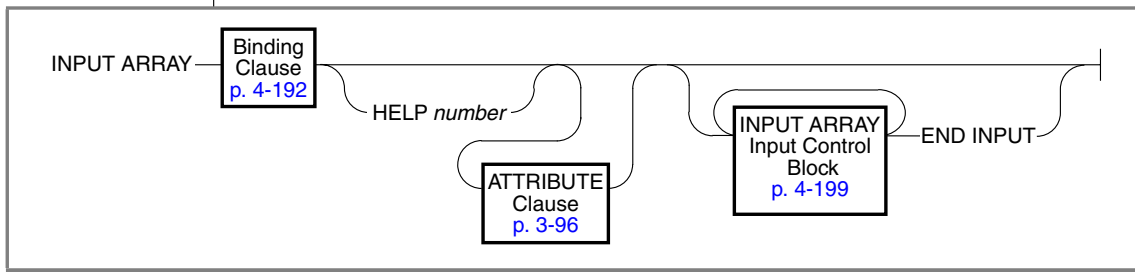 INPUT ARRAY
Binding
Clause
p. 4-192
HELP number
ATTRIBUTE
Clause
p. 3-96
INPUT ARRAY
Input Control
Block
p. 4-199
END INPUT